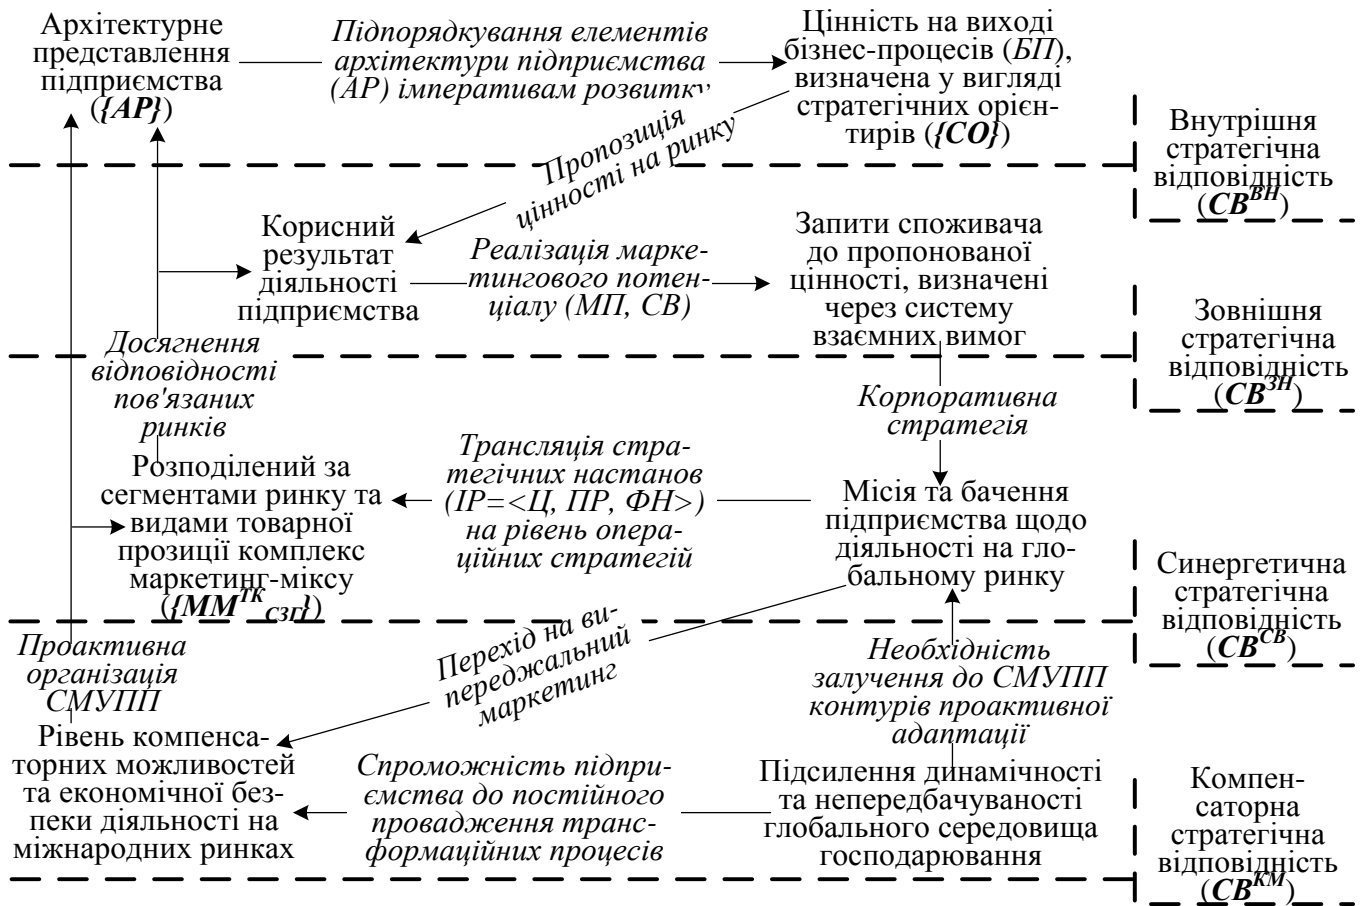 Архітектурне
представлення
підприємства
({АР})
Підпорядкування елементів
архітектури підприємства
(АР) імперативам розвитку
Цінність на виході
бізнес-процесів (БП),
визначена у вигляді
стратегічних орієн-
тирів ({СО})
Внутрішня
стратегічна
відповідність
(СВ^ВН)
Пропозиція
цінності на ринку
Корисний
результат
діяльності
підприємства
Реалізація марке-
тингового потен-
ціалу (МП, СВ)
Запити споживача
до пропонованої
цінності, визначені
через систему
взаємних вимог
Зовнішня
стратегічна
відповідність
(СВ^ЗН)
Досягнення
відповідності
пов'язаних
ринків
Корпоративна
стратегія
Розподілений за
сегментами ринку та
видами товарної
прозиції комплекс
маркетинг-міксу
({ММ^ТК_СЗГ})
Трансляція стра-
тегічних настанов
(ІР=<Ц, ПР, ФН>)
на рівень опера-
ційних стратегій
Місія та бачення
підприємства щодо
діяльності на гло-
бальному ринку
Синергетична
стратегічна
відповідність
(СВ^СВ)
Проактивна
організація
СМУПП
Перехід на ви-
переджальний
маркетинг
Необхідність
залучення до СМУПП
контурів проактивної
адаптації
Рівень компенса-
торних можливостей
та економічної без-
пеки діяльності на
міжнародних ринках
Спроможність підпри-
ємства до постійного
провадження транс-
формаційних процесів
Підсилення динамічності
та непередбачуваності
глобального середовища
господарювання
Компен-
саторна
стратегічна
відповідність
(СВ^КМ)